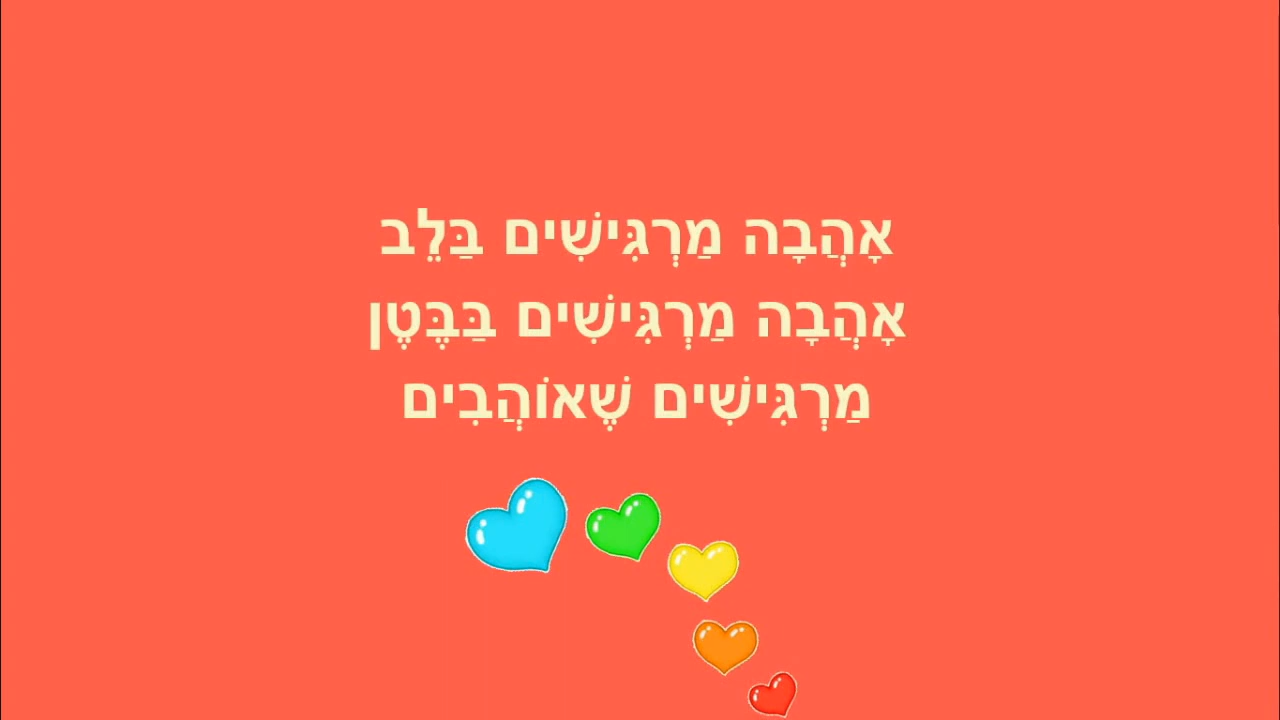 אָהֲבָה מַרְגִּישִׁים בַּלֵב
אָהֲבָה מַרְגִּישִׁים בַּבֶּטֶן
מַרְגִּישִׁים שֶׁאוֹהֲבִים